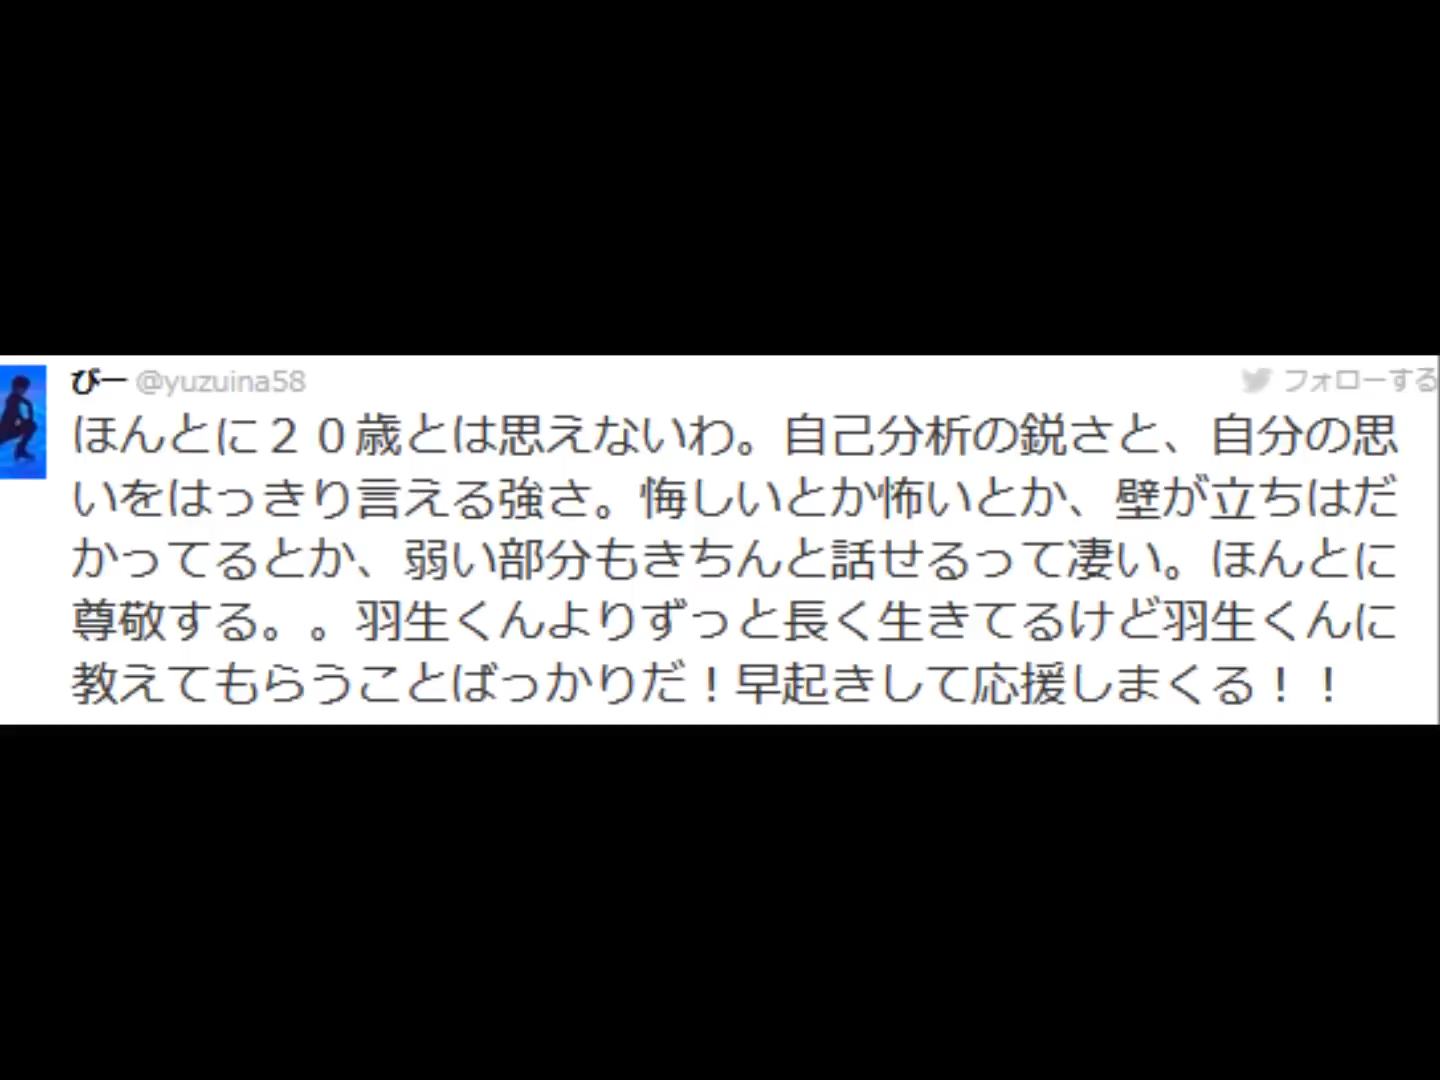 ぴー @yuzuina58 フォローする
ほんとに２０歳とは思えないわ。自己分析の鋭さと、自分の思
いをはっきり言える強さ。悔しいとか怖いとか、壁が立ちはだ
かってるとか、弱い部分もきちんと話せるって凄い。ほんとに
尊敬する。。羽生くんよりずっと長く生きてるけど羽生くんに
教えてもらうことばっかりだ！早起きして応援しまくる！！